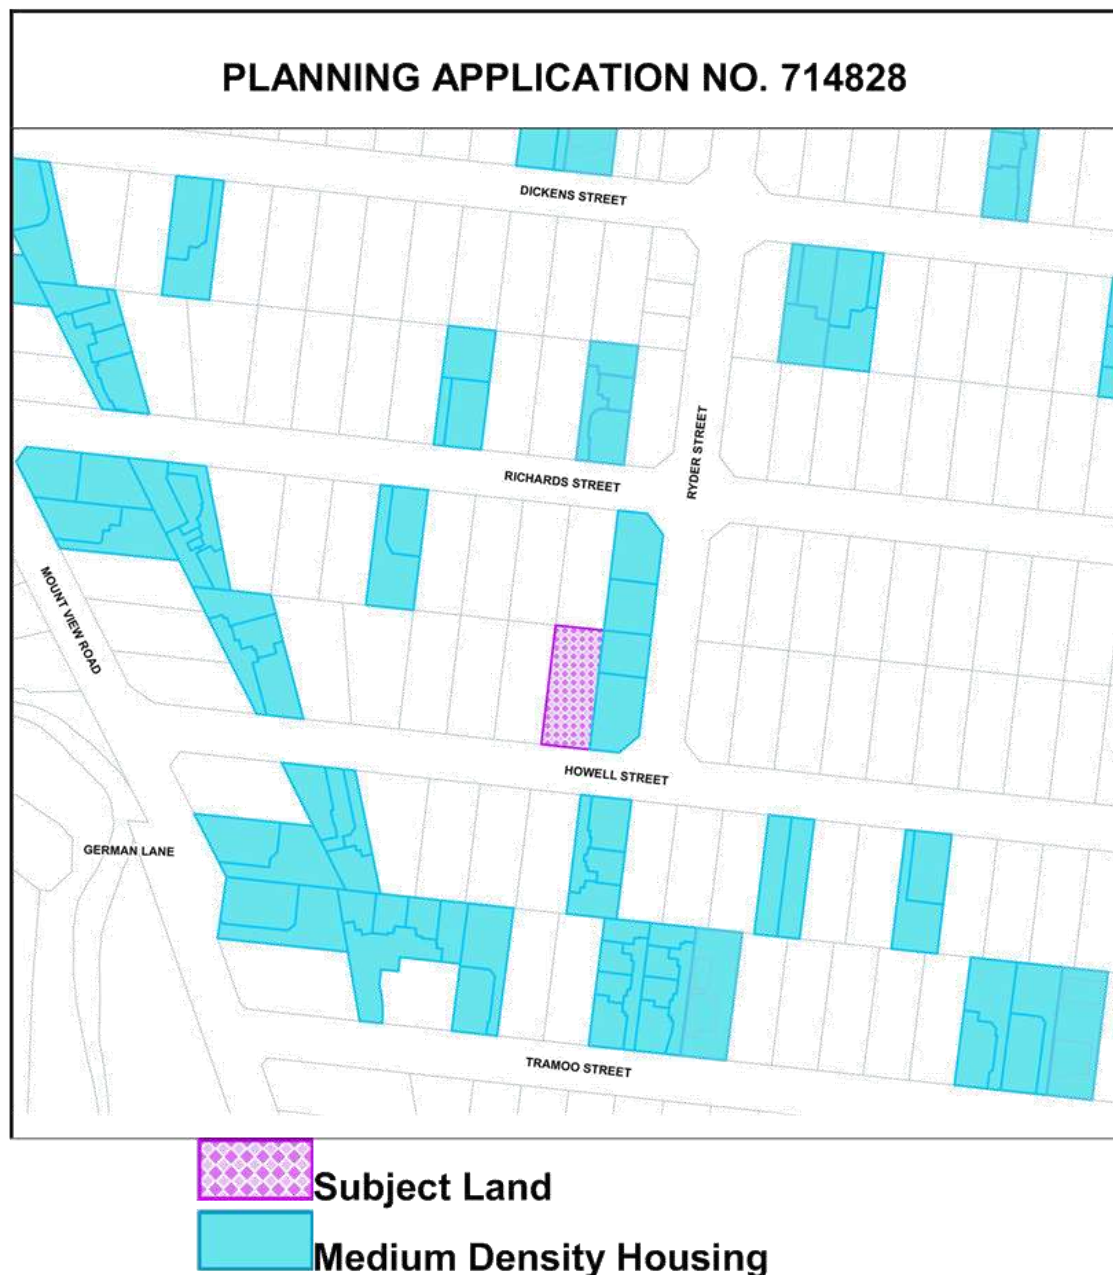 PLANNING APPLICATION NO. 714828
DICKENS STREET
RYDER STREET
RICHARDS STREET
MOUNT VIEW ROAD
HOWELL STREET
GERMAN LANE
TRAMOO STREET
Subject Land
Medium Density Housing